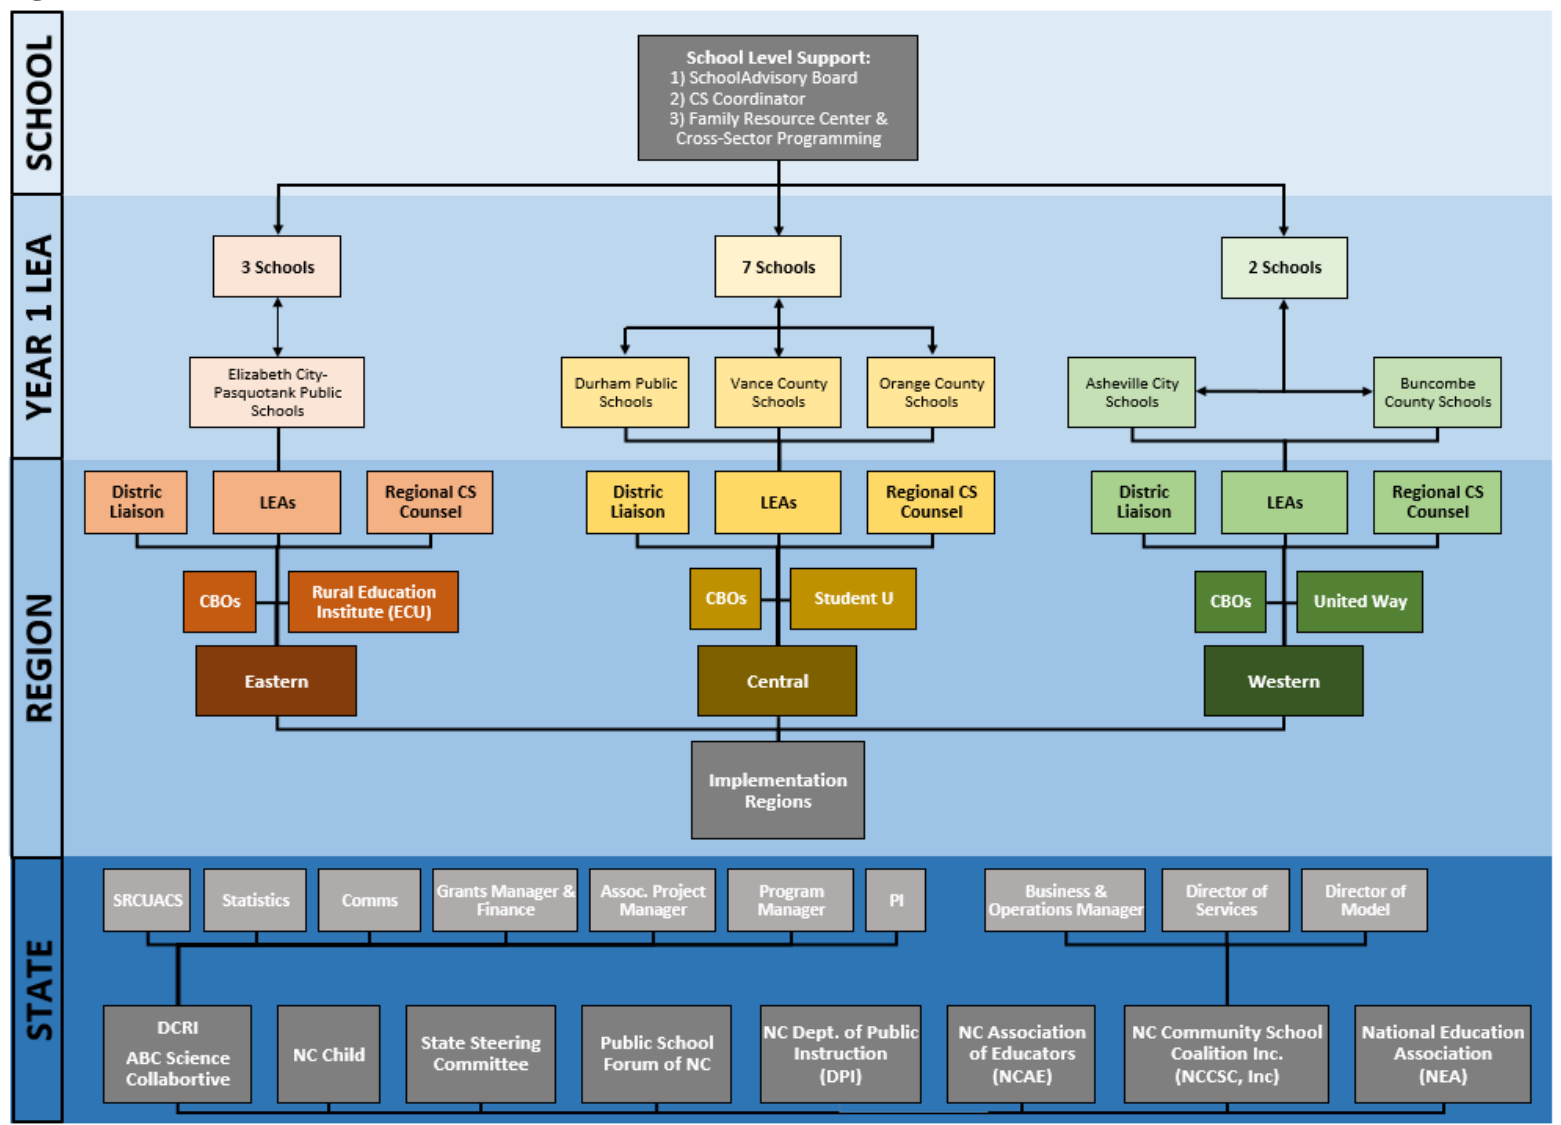 SCHOOL
School Level Support:
1) SchoolAdvisory Board
2) CS Coordinator
3) Family Resource Center &
Cross-Sector Programming
YEAR 1 LEA
3 Schools
7 Schools
2 Schools
Elizabeth City-
Pasquotank Public
Schools
Durham Public
Schools
Vance County
Schools
Orange County
Schools
Asheville City
Schools
Buncombe
County Schools
REGION
Distric
Liaison
LEAs
Regional CS
Counsel
Distric
Liaison
LEAs
Regional CS
Counsel
Distric
Liaison
LEAs
Regional CS
Counsel
CBOs
Rural Education
Institute (ECU)
CBOs
Student U
CBOs
United Way
Eastern
Central
Western
Implementation
Regions
STATE
SRCUACS
Statistics
Comms
Grants Manager &
Finance
Assoc. Project
Manager
Program
Manager
PI
Business &
Operations Manager
Director of
Services
Director of
Model
DCRI
ABC Science
Collabortive
NC Child
State Steering
Committee
Public School
Forum of NC
NC Dept. of Public
Instruction
(DPI)
NC Association
of Educators
(NCAE)
NC Community School
Coalition Inc.
(NCCSC, Inc)
National Education
Association
(NEA)